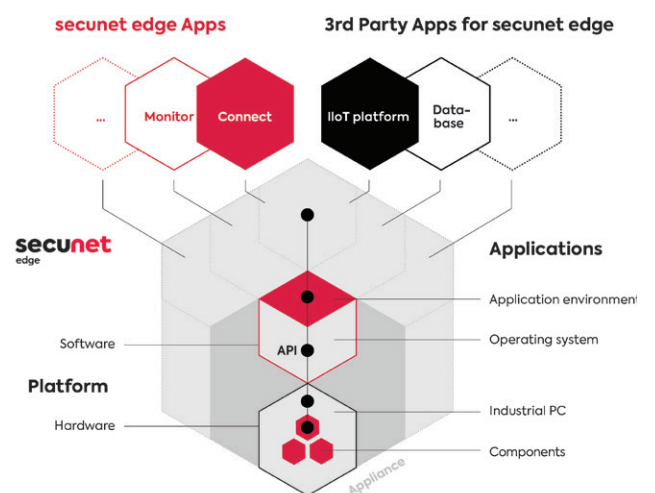 secunet edge Apps
3rd Party Apps for secunet edge
...
Monitor
Connect
IIoT platform
Data-
base
...
secunet
edge
Applications
Application environment
Software
API
Operating system
Platform
Hardware
Industrial PC
Components
Appliance